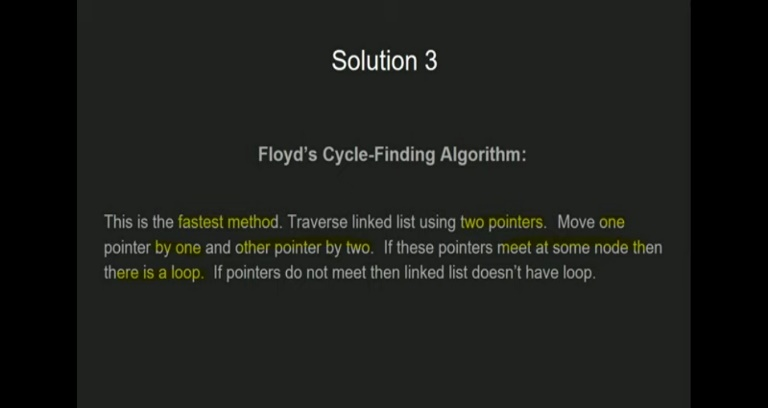 Solution 3
Floyd's Cycle-Finding Algorithm:
This is the fastest method. Traverse linked list using two pointers. Move one
pointer by one and other pointer by two. If these pointers meet at some node then
there is a loop. If pointers do not meet then linked list doesn't have loop.